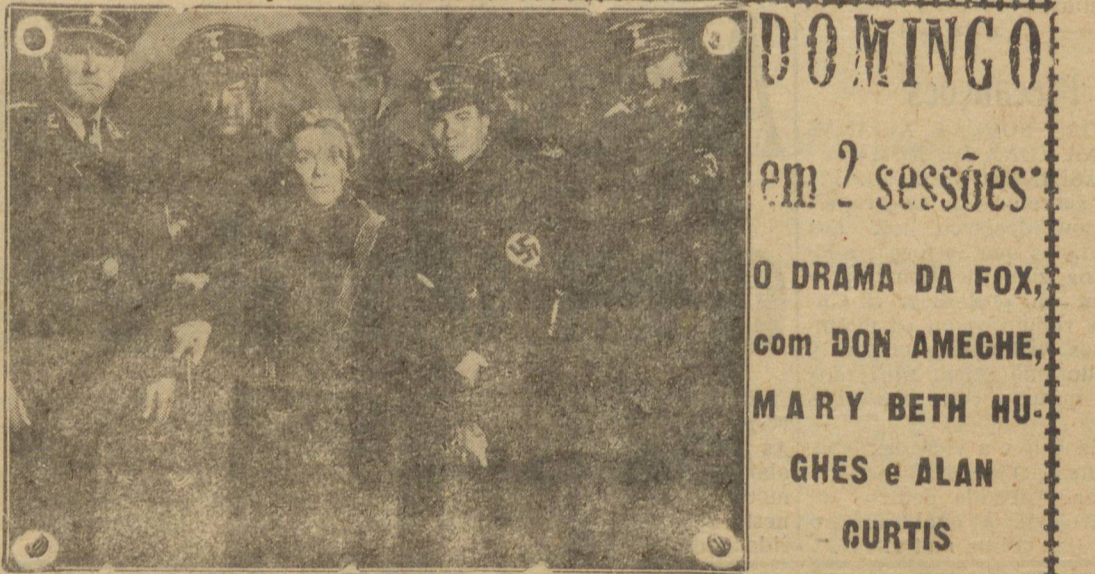 DOMINGO
em 2 sessões
O DRAMA DA FOX,
com DON AMECHE,
MARY BETH HU-
GHES e ALAN
CURTIS